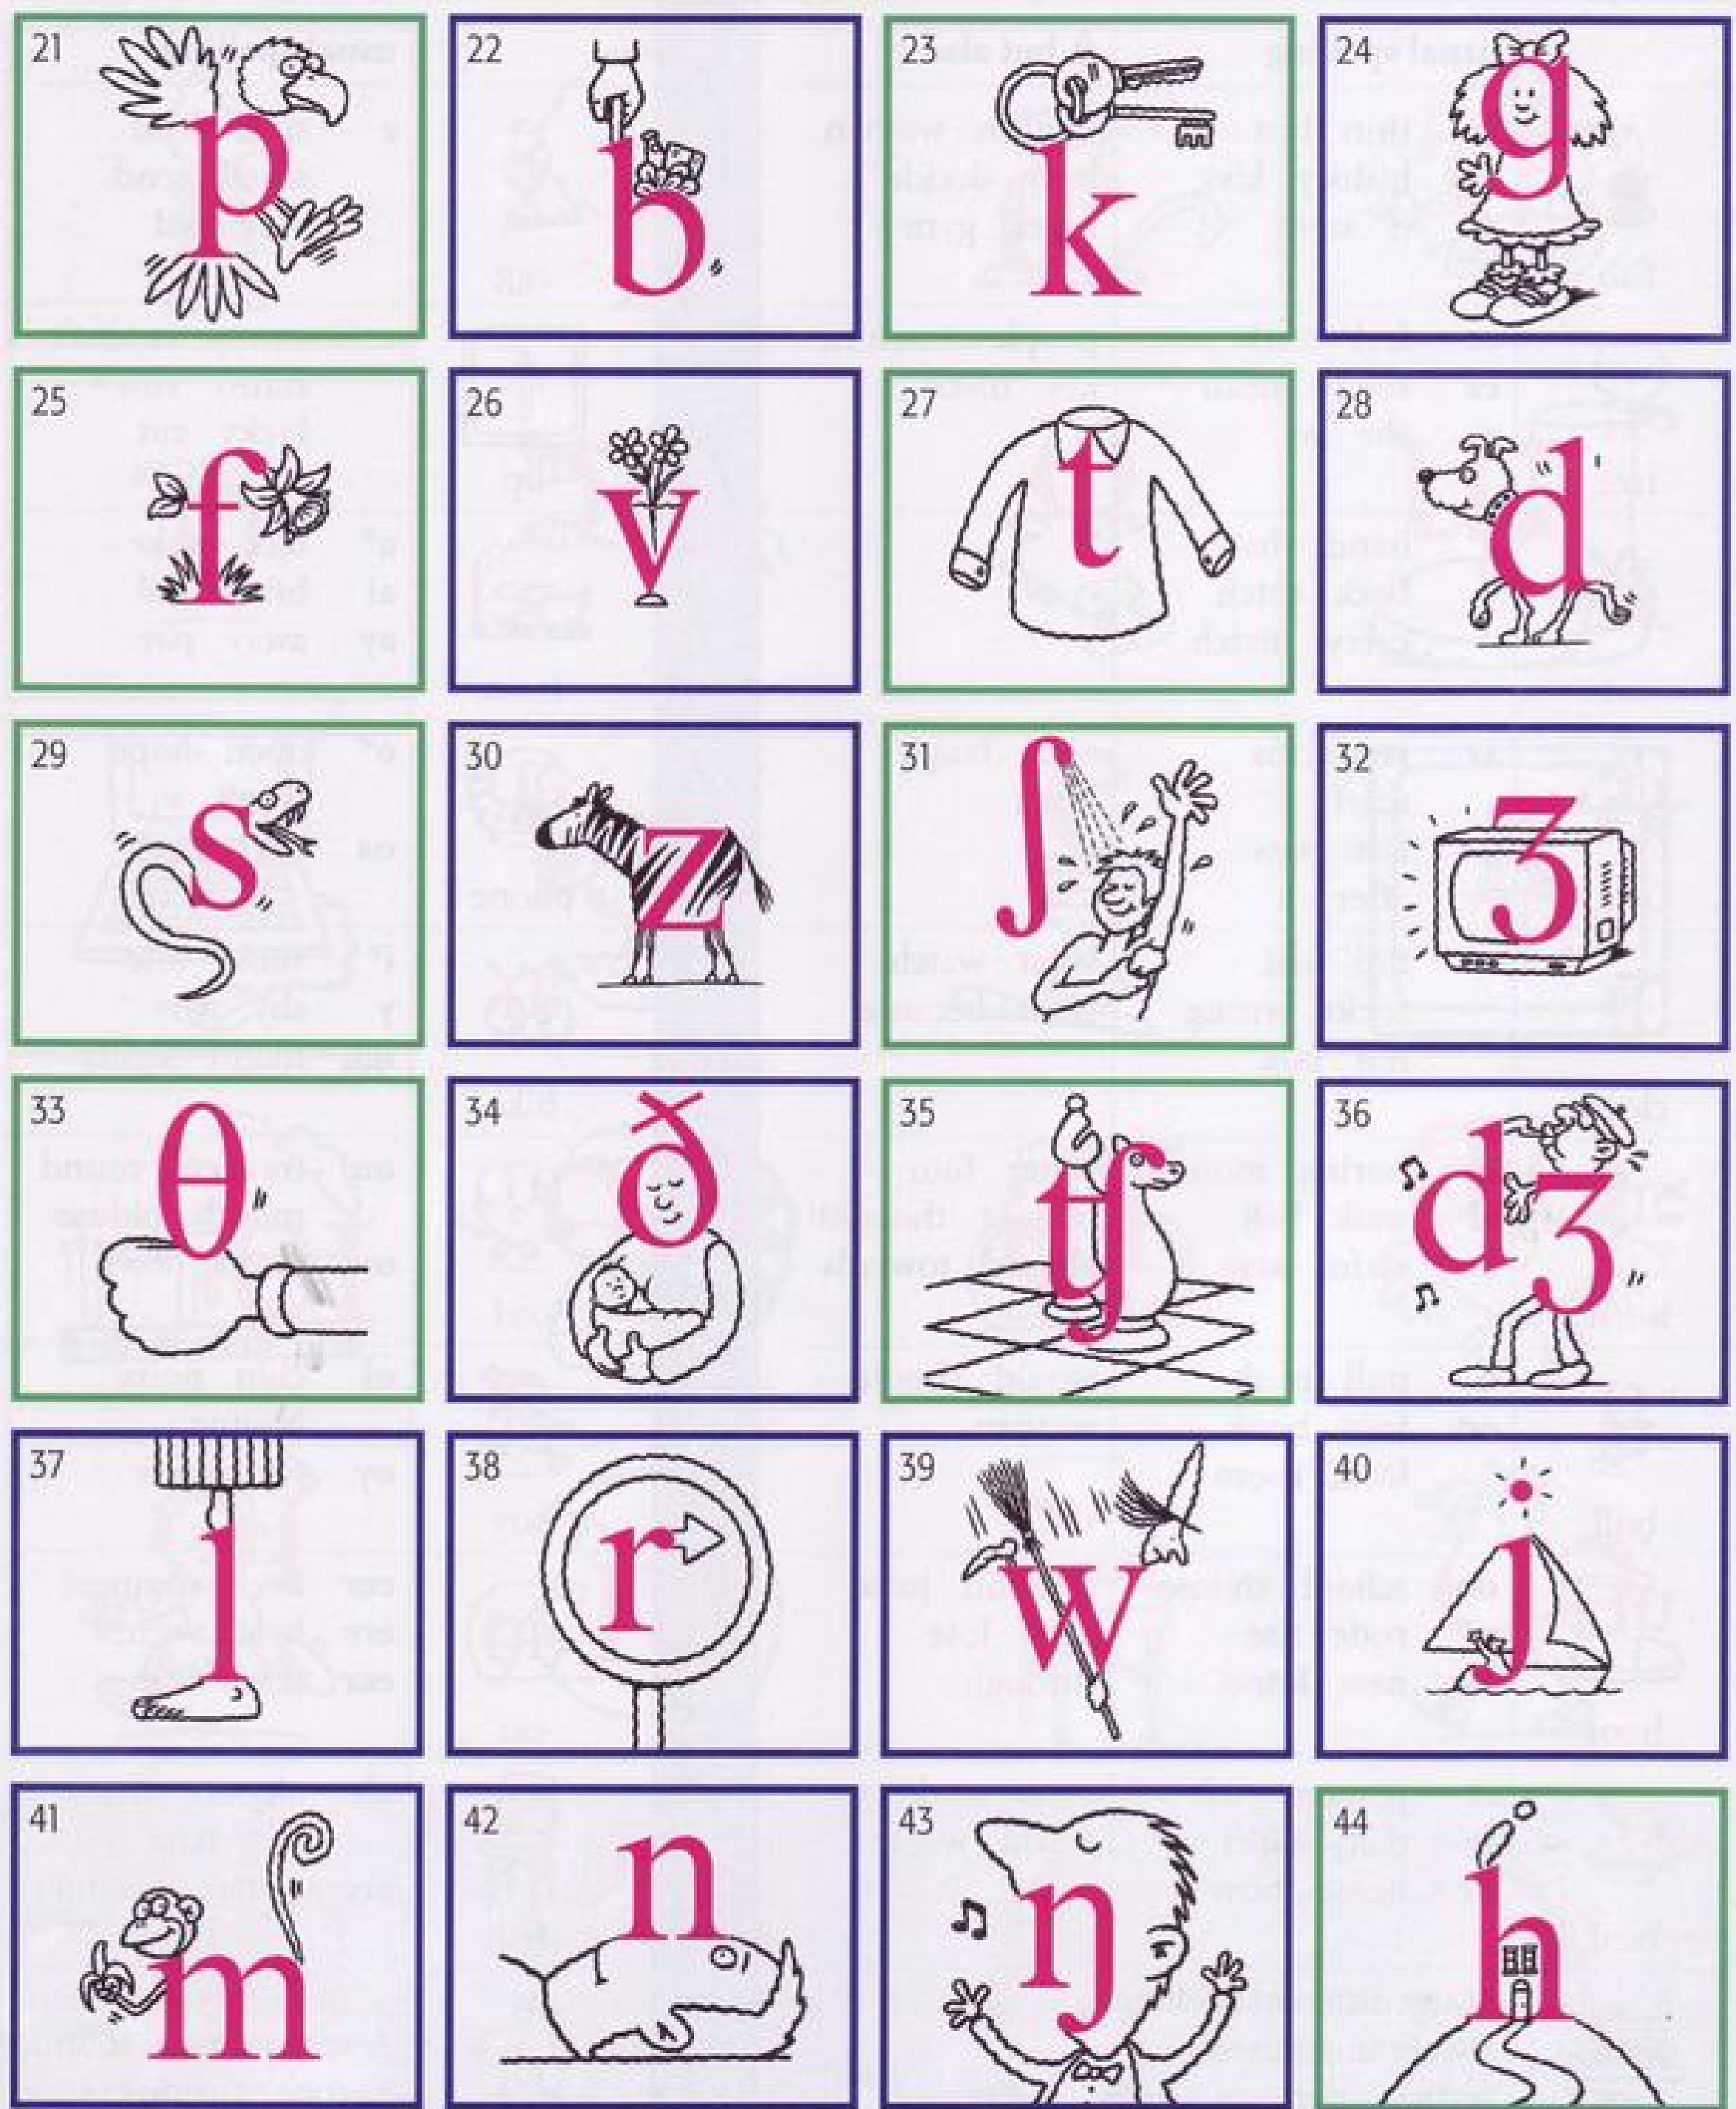 21 p
22 b
23 k
24 g
25 f
26 v
27 t
28 d
29 s
30 z
31 ʃ
32 ʒ
33 θ
34 ð
35 tʃ
36 dʒ
37 l
38 r
39 w
40 j
41 m
42 n
43 ŋ
44 h